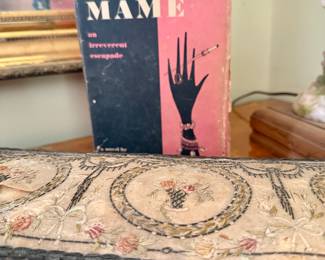 MAME
an
irreverent
escapade
a novel by